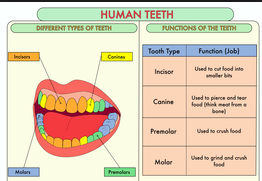 HUMAN TEETH
DIFFERENT TYPES OF TEETH
FUNCTIONS OF THE TEETH
Incisors
Canines
Molars
Premolars
Tooth Type
Function (Job)
Incisor
Used to cut food into
smaller bits
Canine
Used to pierce and tear
food (think meat from a
bone)
Premolar
Used to crush food
Molar
Used to grind and crush
food